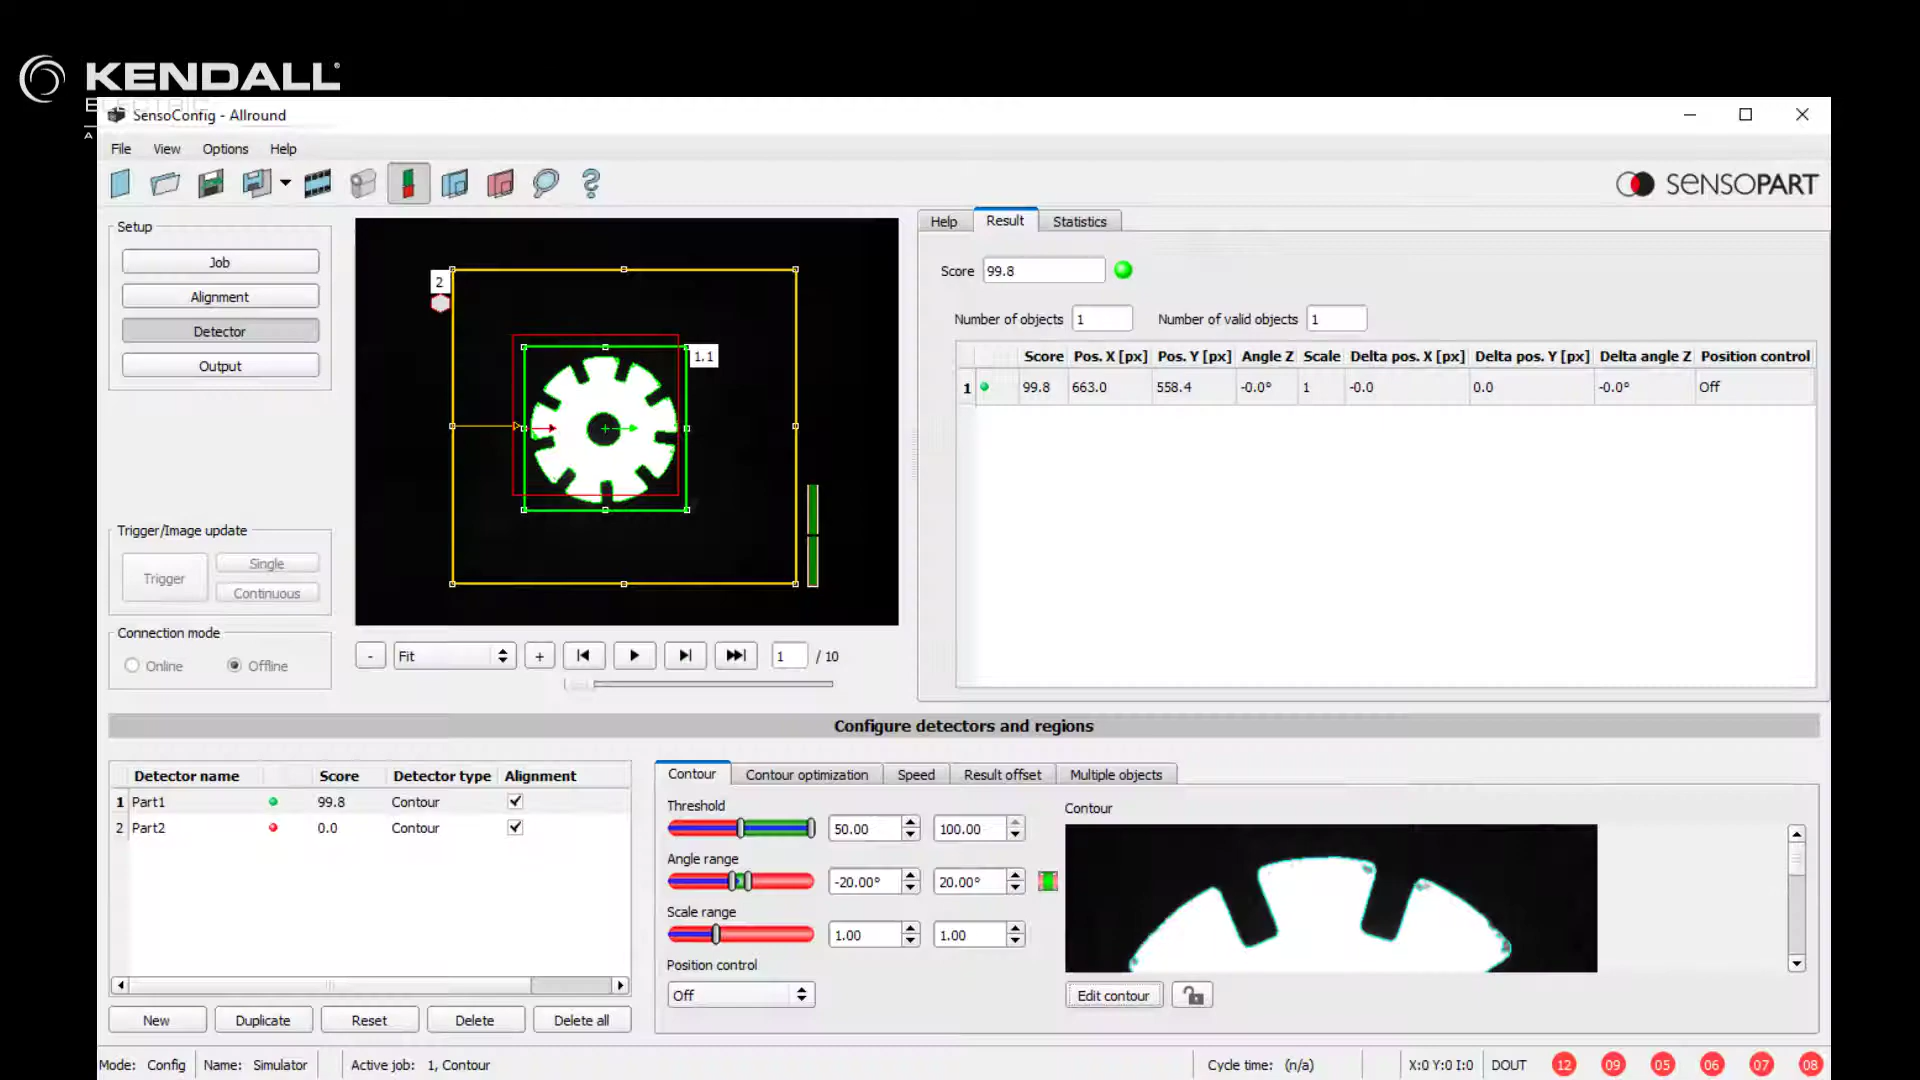 KENDALL
ELECTRIC
A
SensoConfig - Allround
File View Options Help
SENSOPART
Setup
Job
Alignment
Detector
Output
Trigger/Image update
Trigger
Single
Continuous
Connection mode
Online
Offline
2
1.1
- Fit + 1 / 10
Help Result Statistics
Score 99.8
Number of objects 1 Number of valid objects 1
Score Pos. X [px] Pos. Y [px] Angle Z Scale Delta pos. X [px] Delta pos. Y [px] Delta angle Z Position control
1 99.8 663.0 558.4 -0.0° 1 -0.0 0.0 -0.0° Off
Configure detectors and regions
Detector name Score Detector type Alignment
1 Part1 99.8 Contour
2 Part2 0.0 Contour
New Duplicate Reset Delete Delete all
Contour Contour optimization Speed Result offset Multiple objects
Threshold
50.00 100.00
Angle range
-20.00° 20.00°
Scale range
1.00 1.00
Position control
Off
Contour
Edit contour
Mode: Config Name: Simulator Active job: 1, Contour Cycle time: (n/a) X:0 Y:0 I:0 DOUT 12 09 05 06 07 08